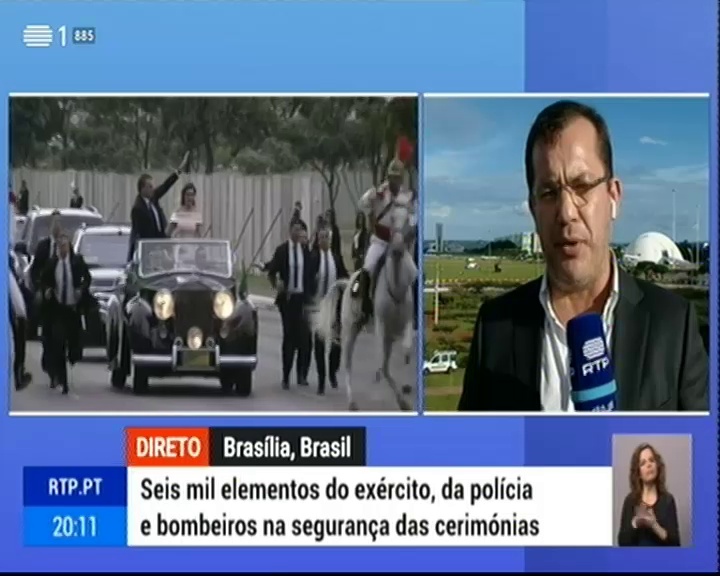 1 885
RTP
DIRETO Brasília, Brasil
RTP.PT
20:11
Seis mil elementos do exército, da polícia
e bombeiros na segurança das cerimónias